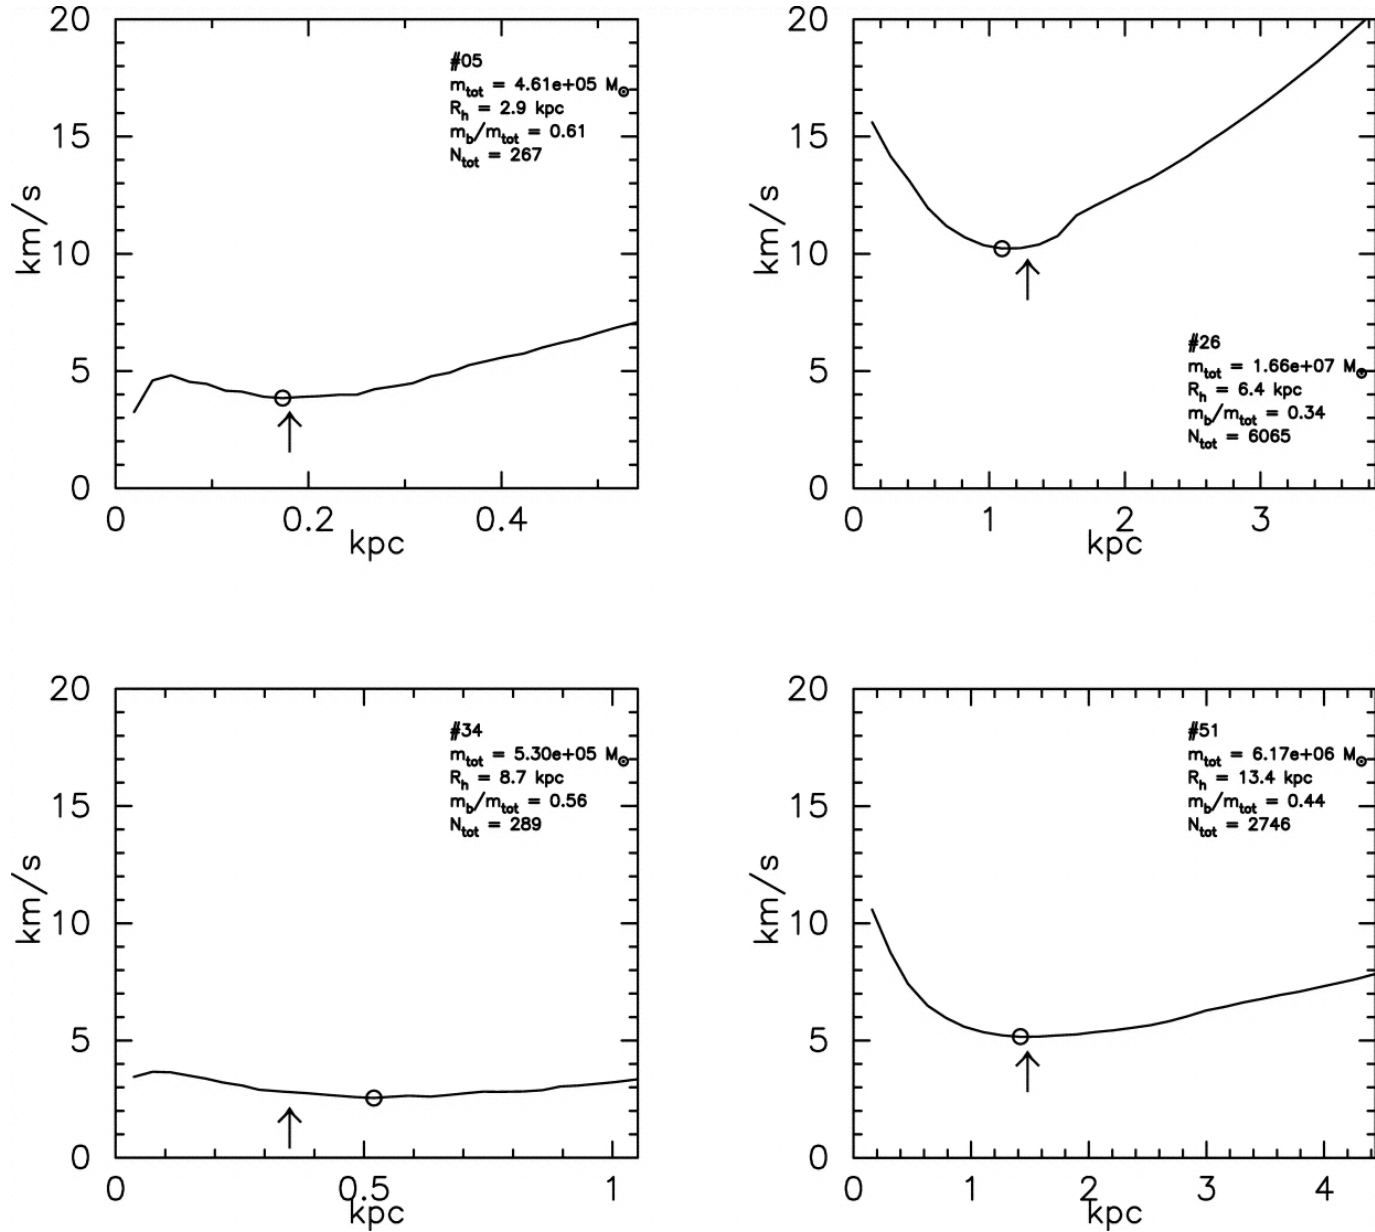 20
15
10
5
0
km/s
#05
m_tot = 4.61e+05 M⊙
R_h = 2.9 kpc
m_b/m_tot = 0.61
N_tot = 267
0 0.2 0.4
kpc
20
15
10
5
0
km/s
#26
m_tot = 1.66e+07 M⊙
R_h = 6.4 kpc
m_b/m_tot = 0.34
N_tot = 6065
0 1 2 3
kpc
20
15
10
5
0
km/s
#34
m_tot = 5.30e+05 M⊙
R_h = 8.7 kpc
m_b/m_tot = 0.56
N_tot = 289
0 0.5 1
kpc
20
15
10
5
0
km/s
#51
m_tot = 6.17e+06 M⊙
R_h = 13.4 kpc
m_b/m_tot = 0.44
N_tot = 2746
0 1 2 3 4
kpc